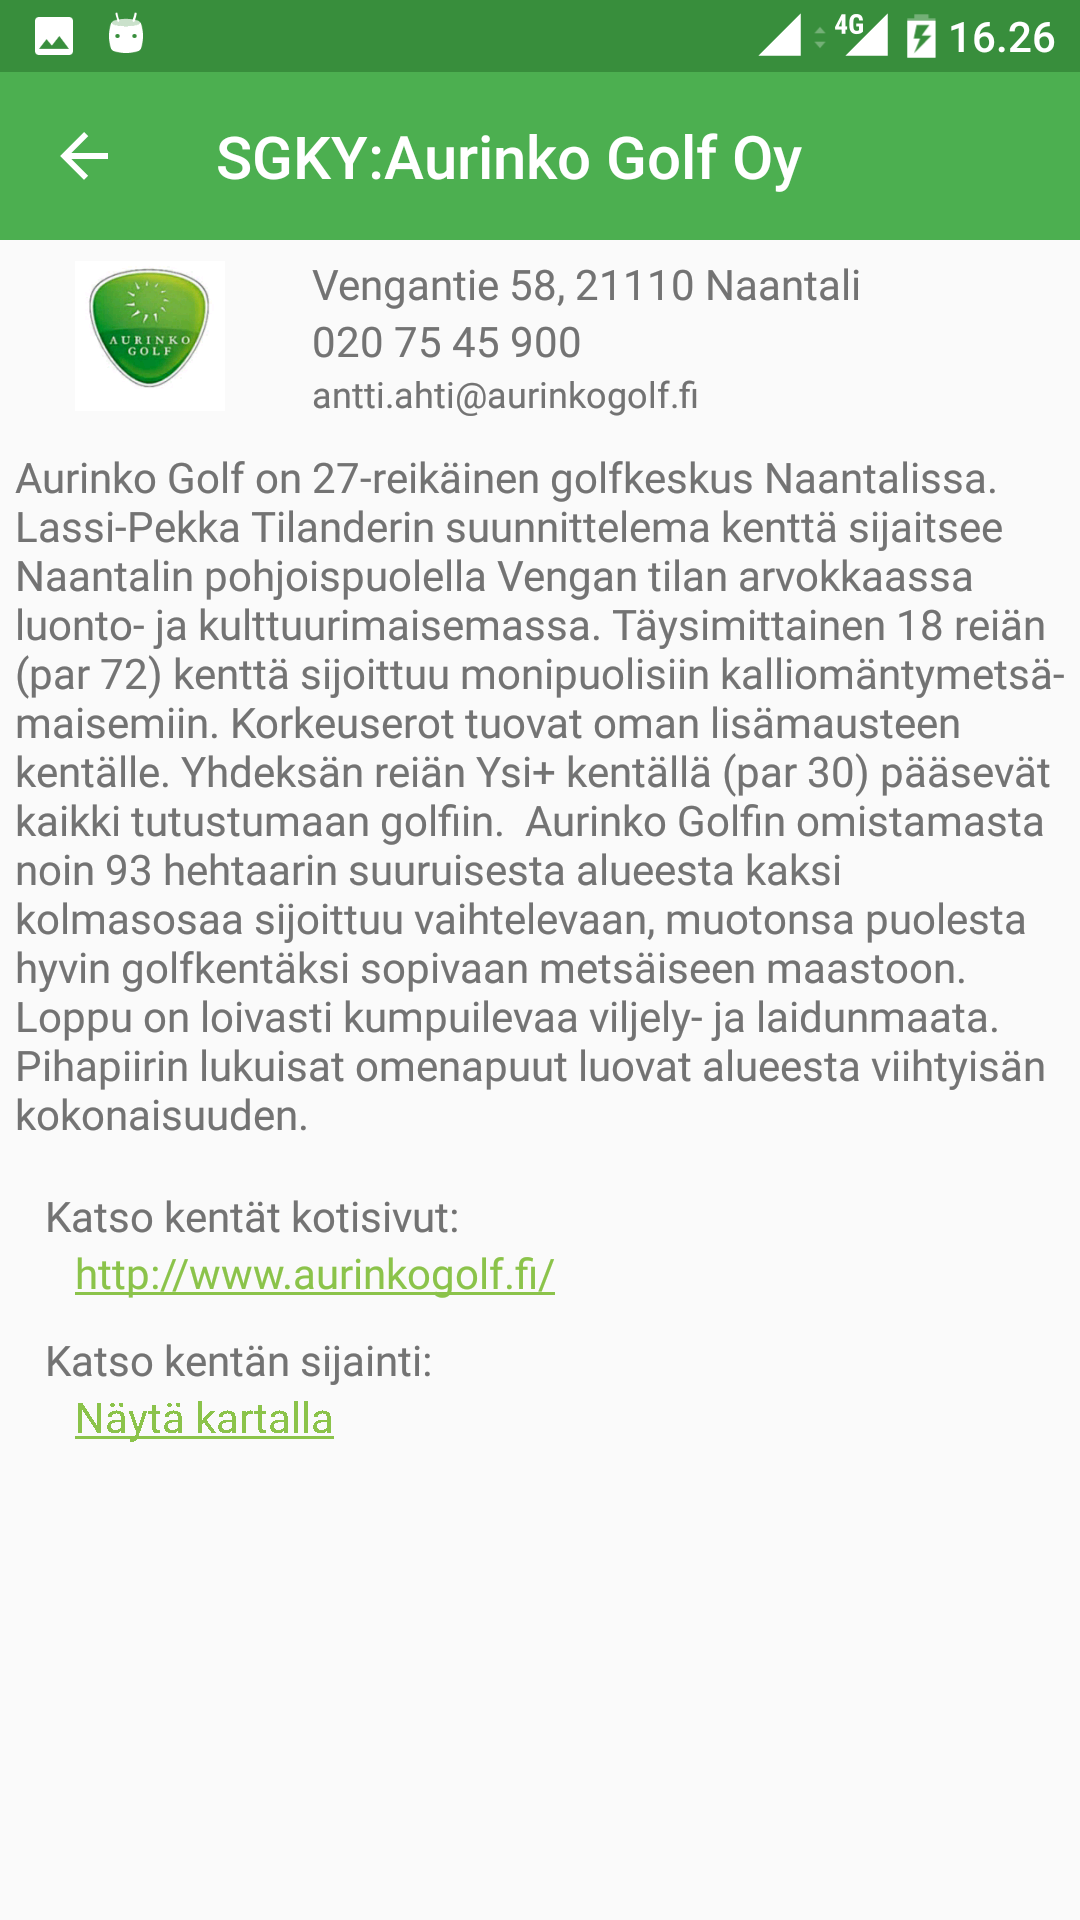 4G 16.26
SGKY:Aurinko Golf Oy
AURINKO
GOLF
Vengantie 58, 21110 Naantali
020 75 45 900
antti.ahti@aurinkogolf.fi
Aurinko Golf on 27-reikäinen golfkeskus Naantalissa.
Lassi-Pekka Tilanderin suunnittelema kenttä sijaitsee
Naantalin pohjoispuolella Vengan tilan arvokkaassa
luonto- ja kulttuurimaisemassa. Täysimittainen 18 reiän
(par 72) kenttä sijoittuu monipuolisiin kalliomäntymetsä-
maisemiin. Korkeuserot tuovat oman lisämausteen
kentälle. Yhdeksän reiän Ysi+ kentällä (par 30) pääsevät
kaikki tutustumaan golfiin.  Aurinko Golfin omistamasta
noin 93 hehtaarin suuruisesta alueesta kaksi
kolmasosaa sijoittuu vaihtelevaan, muotonsa puolesta
hyvin golfkentäksi sopivaan metsäiseen maastoon.
Loppu on loivasti kumpuilevaa viljely- ja laidunmaata.
Pihapiirin lukuisat omenapuut luovat alueesta viihtyisän
kokonaisuuden.
Katso kentät kotisivut:
http://www.aurinkogolf.fi/
Katso kentän sijainti:
Näytä kartalla